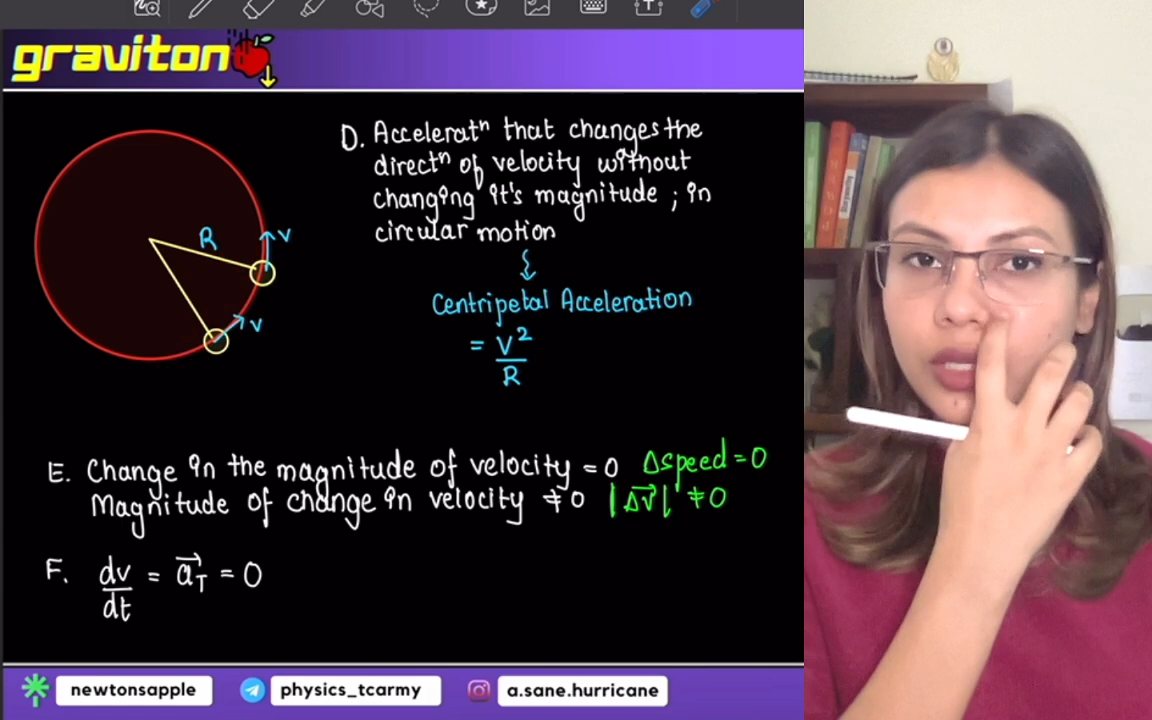 graviton
D. Acceleratⁿ that changes the
directⁿ of velocity without
changing it's magnitude ; in
circular motion
R
V
V
Centripetal Acceleration
= V²
R
E. Change in the magnitude of velocity = 0 Δspeed = 0
Magnitude of change in velocity ≠ 0 |Δv⃗| ≠ 0
F. dv = a⃗T = 0
dt
newtonsapple
physics_tcarmy
a.sane.hurricane